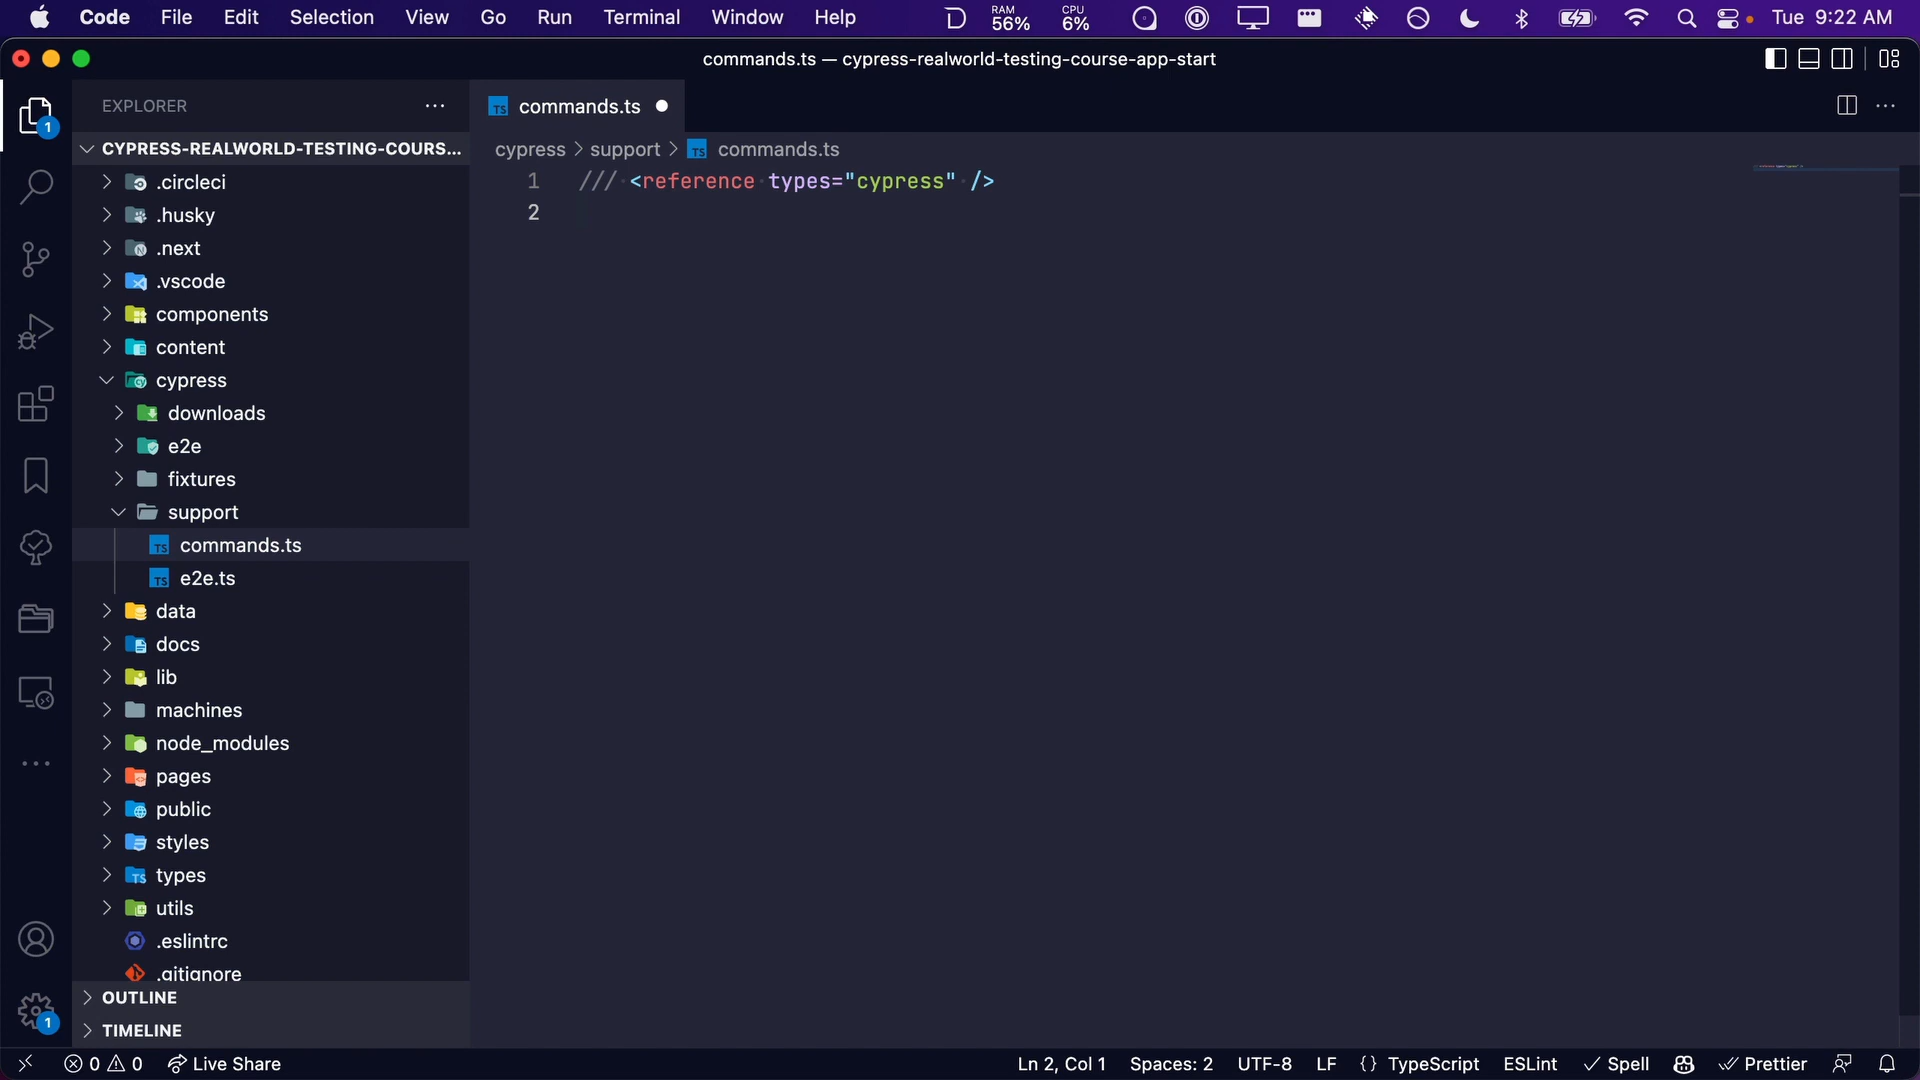 Code File Edit Selection View Go Run Terminal Window Help RAM 56% CPU 6% Tue 9:22 AM
commands.ts — cypress-realworld-testing-course-app-start
EXPLORER
CYPRESS-REALWORLD-TESTING-COURS...
.circleci
.husky
.next
.vscode
components
content
cypress
downloads
e2e
fixtures
support
commands.ts
e2e.ts
data
docs
lib
machines
node_modules
pages
public
styles
types
utils
.eslintrc
.gitignore
OUTLINE
TIMELINE
1
1
commands.ts
cypress > support > TS commands.ts
1 /// <reference types="cypress" />
2
0 0 Live Share Ln 2, Col 1 Spaces: 2 UTF-8 LF {} TypeScript ESLint Spell Prettier